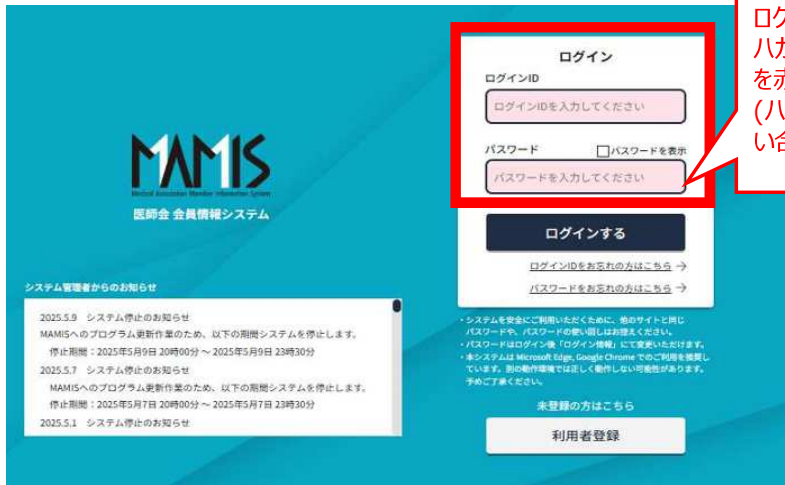 ログイン
ログインID
ログインIDを入力してください
パスワード
パスワードを表示
パスワードを入力してください
ログインする
ログインIDをお忘れの方はこちら →
パスワードをお忘れの方はこちら →
MAMIS
Medical Association Member Information System
医師会 会員情報システム
システム管理者からのお知らせ
2025.5.9 システム停止のお知らせ
MAMISへのプログラム更新作業のため、以下の期間システムを停止します。
停止期間：2025年5月9日 20時00分 ～ 2025年5月9日 23時30分
2025.5.7 システム停止のお知らせ
MAMISへのプログラム更新作業のため、以下の期間システムを停止します。
停止期間：2025年5月7日 20時00分 ～ 2025年5月7日 23時30分
2025.5.1 システム停止のお知らせ
・システムを安全にご利用いただくために、他のサイトと同じ
パスワードや、パスワードの使い回しはお控えください。
・パスワードはログイン後「ログイン情報」にて変更いただけます。
・本システムは Microsoft Edge, Google Chrome でのご利用を推奨し
ています。別の動作環境では正しく動作しない可能性があります。
予めご了承ください。
未登録の方はこちら
利用者登録
を赤
い合